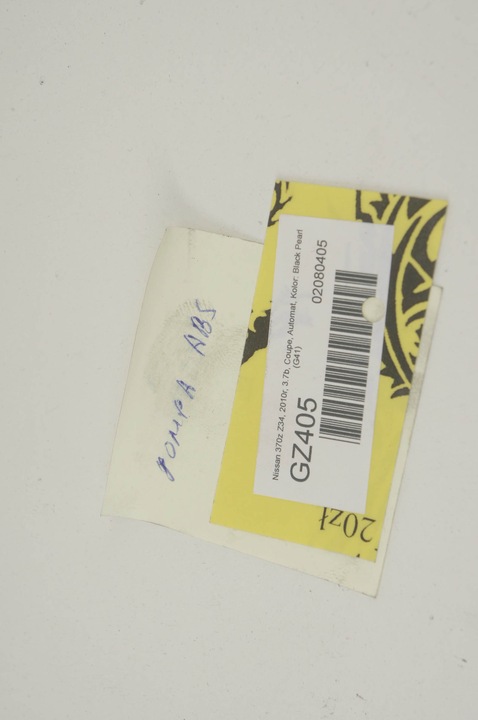 POMPA ABS
Nissan 370z Z34, 2010r, 3.7b, Coupe, Automat, Kolor: Black Pearl
(G41)
GZ405
02080405
20zł